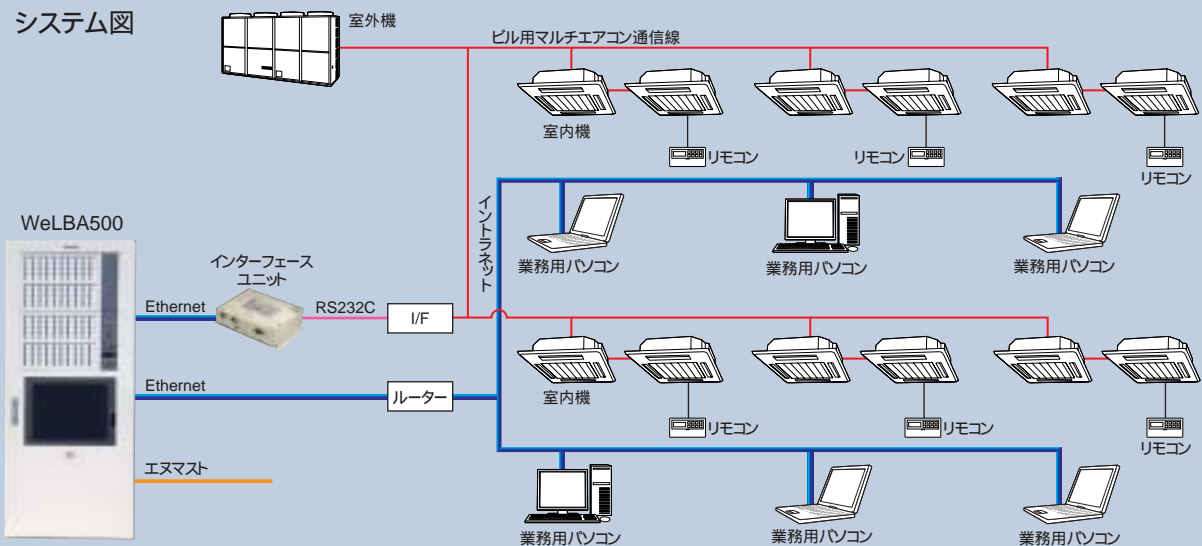 システム図
室外機
ビル用マルチエアコン通信線
室内機
リモコン
リモコン
リモコン
イントラネット
WeLBA500
業務用パソコン
業務用パソコン
業務用パソコン
インターフェース
ユニット
Ethernet
RS232C
I/F
Ethernet
ルーター
室内機
リモコン
リモコン
リモコン
エヌマスト
業務用パソコン
業務用パソコン
業務用パソコン